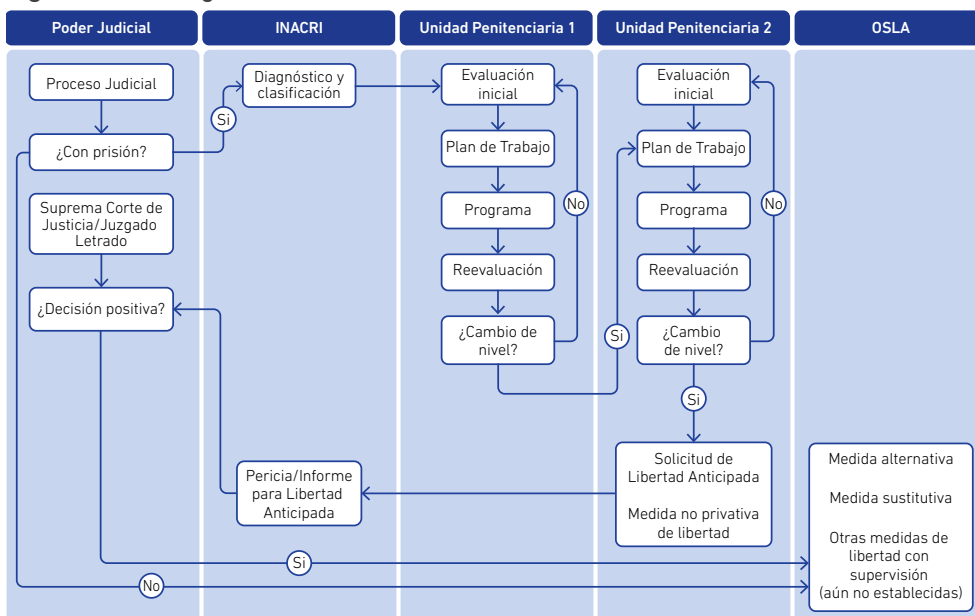 Poder Judicial
INACRI
Unidad Penitenciaria 1
Unidad Penitenciaria 2
OSLA
Proceso Judicial
¿Con prisión?
Suprema Corte de
Justicia/Juzgado
Letrado
¿Decisión positiva?
Si
Diagnóstico y
clasificación
Pericia/Informe
para Libertad
Anticipada
Evaluación
inicial
Plan de Trabajo
Programa
Reevaluación
¿Cambio de
nivel?
No
Si
Evaluación
inicial
Plan de Trabajo
Programa
Reevaluación
¿Cambio
de nivel?
No
Si
Solicitud de
Libertad Anticipada
Medida no privativa
de libertad
Medida alternativa
Medida sustitutiva
Otras medidas de
libertad con
supervisión
(aún no establecidas)
Si
No